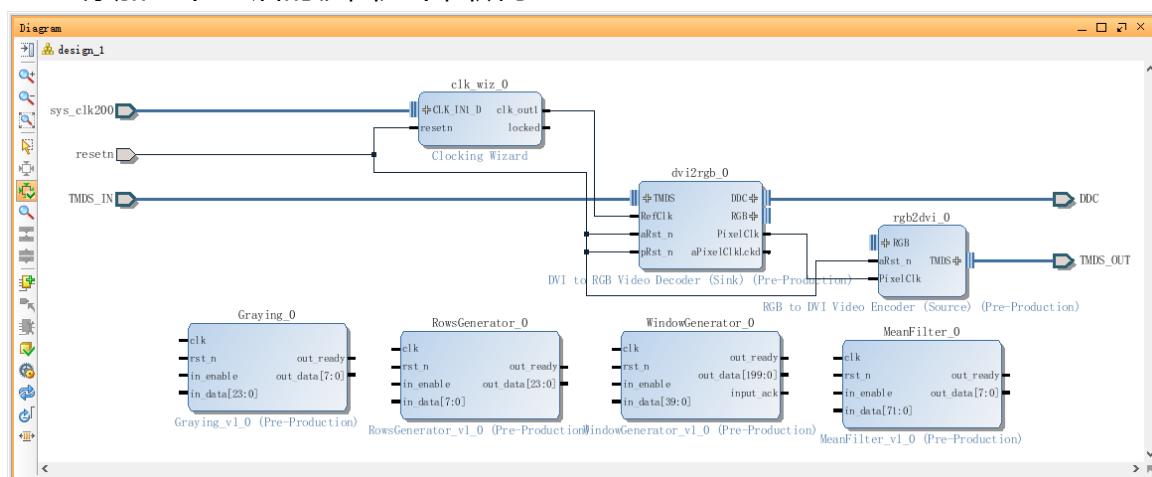 Diagram
design_1
clk_wiz_0
sys_clk200
CLK_IN1_D clk_out1
resetn locked
resetn
Clocking Wizard
dvi2rgb_0
TMDS_IN
TMDS DDC
DDC
RefClk RGB
aRst_n PixelClk
pRst_n aPixelClkLckd
DVI to RGB Video Decoder (Sink) (Pre-Production)
rgb2dvi_0
RGB
aRst_n TMDS
TMDS_OUT
PixelClk
RGB to DVI Video Encoder (Source) (Pre-Production)
Graying_0
clk
rst_n out_ready
in_enable out_data[7:0]
in_data[23:0]
Graying_v1_0 (Pre-Production)
RowsGenerator_0
clk
rst_n out_ready
in_enable out_data[23:0]
in_data[7:0]
RowsGenerator_v1_0 (Pre-Production)
WindowGenerator_0
clk
rst_n out_ready
in_enable out_data[199:0]
in_data[39:0] input_ack
WindowGenerator_v1_0 (Pre-Production)
MeanFilter_0
clk
rst_n out_ready
in_enable out_data[7:0]
in_data[71:0]
MeanFilter_v1_0 (Pre-Production)